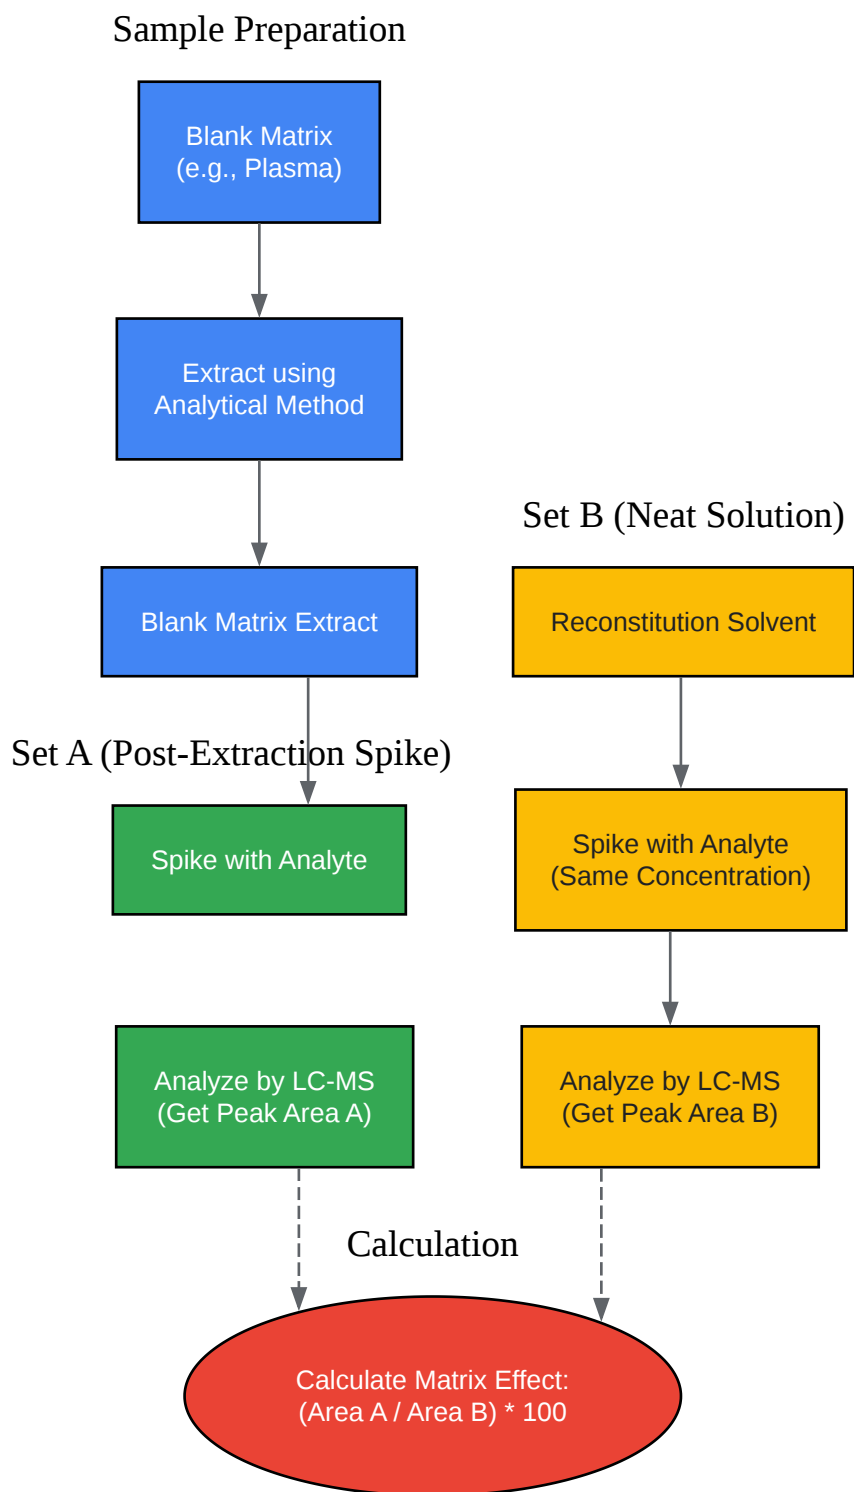 Sample Preparation
Blank Matrix
(e.g., Plasma)
Extract using
Analytical Method
Blank Matrix Extract
Set A (Post-Extraction Spike)
Spike with Analyte
Analyze by LC-MS
(Get Peak Area A)
Set B (Neat Solution)
Reconstitution Solvent
Spike with Analyte
(Same Concentration)
Analyze by LC-MS
(Get Peak Area B)
Calculation
Calculate Matrix Effect:
(Area A / Area B) * 100